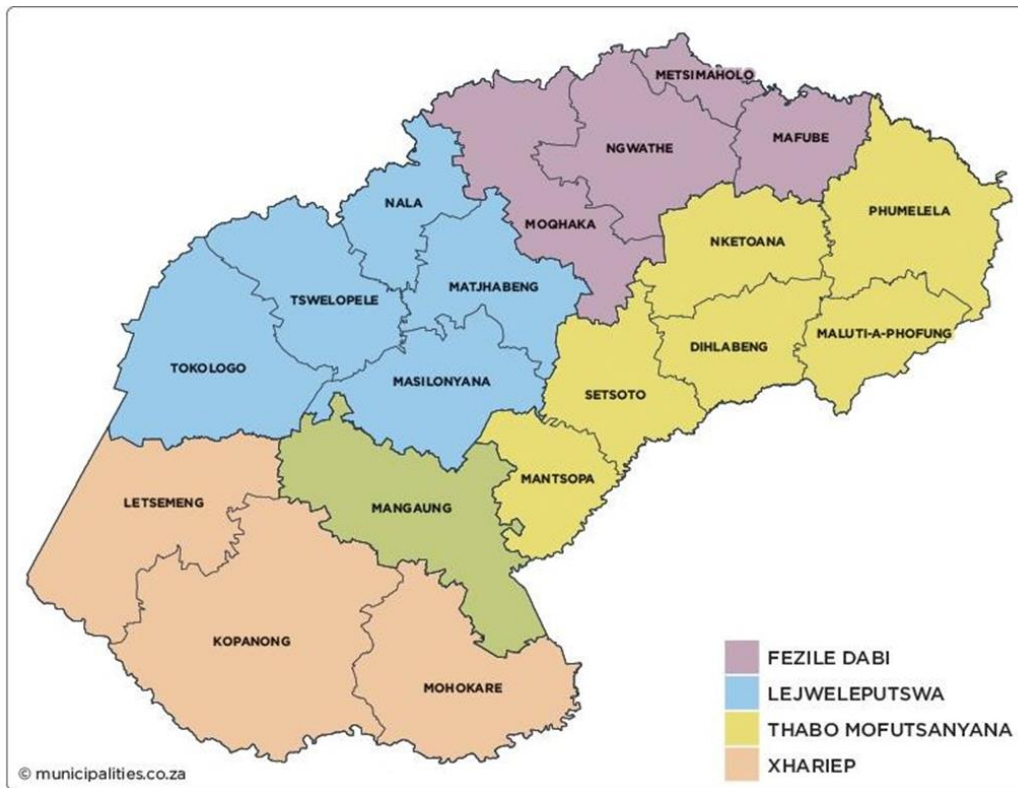 METSIMAHOLO
NGWATHE
MAFUBE
NALA
MOQHAKA
PHUMELELA
NKETOANA
TSWELOPELE
MATJHABENG
MALUTI-A-PHOFUNG
DIHLABENG
TOKOLOGO
MASILONYANA
SETSOTO
MANTSOPA
LETSEMENG
MANGAUNG
KOPANONG
MOHOKARE
FEZILE DABI
LEJWELEPUTSWA
THABO MOFUTSANYANA
XHARIEP
© municipalities.co.za